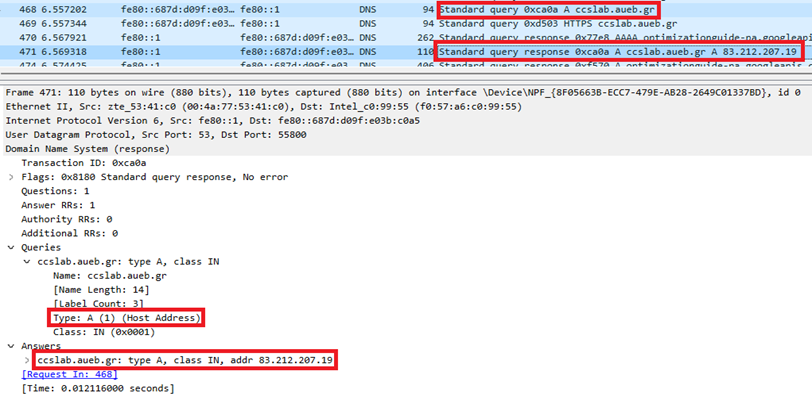 468 6.557202 fe80::687d:d09f:e03… fe80::1 DNS 94 Standard query 0xca0a A ccslab.aueb.gr
469 6.557344 fe80::687d:d09f:e03… fe80::1 DNS 94 Standard query 0xd503 HTTPS ccslab.aueb.gr
470 6.567921 fe80::1 fe80::687d:d09f:e03… DNS 262 Standard query response 0x77e8 AAAA optimizationguide-pa.googleapi
471 6.569318 fe80::1 fe80::687d:d09f:e03… DNS 110 Standard query response 0xca0a A ccslab.aueb.gr A 83.212.207.19
474 6.574425 fe80::1 fe80::687d:d09f:e03… DNS 406 Standard query response 0xf570 A optimizationguide-pa.googleapis.c
Frame 471: 110 bytes on wire (880 bits), 110 bytes captured (880 bits) on interface \Device\NPF_{8F05663B-ECC7-479E-AB28-2649C01337BD}, id 0
Ethernet II, Src: zte_53:41:c0 (00:4a:77:53:41:c0), Dst: Intel_c0:99:55 (f0:57:a6:c0:99:55)
Internet Protocol Version 6, Src: fe80::1, Dst: fe80::687d:d09f:e03b:c0a5
User Datagram Protocol, Src Port: 53, Dst Port: 55800
Domain Name System (response)
Transaction ID: 0xca0a
Flags: 0x8180 Standard query response, No error
Questions: 1
Answer RRs: 1
Authority RRs: 0
Additional RRs: 0
Queries
ccslab.aueb.gr: type A, class IN
Name: ccslab.aueb.gr
[Name Length: 14]
[Label Count: 3]
Type: A (1) (Host Address)
Class: IN (0x0001)
Answers
ccslab.aueb.gr: type A, class IN, addr 83.212.207.19
[Request In: 468]
[Time: 0.012116000 seconds]